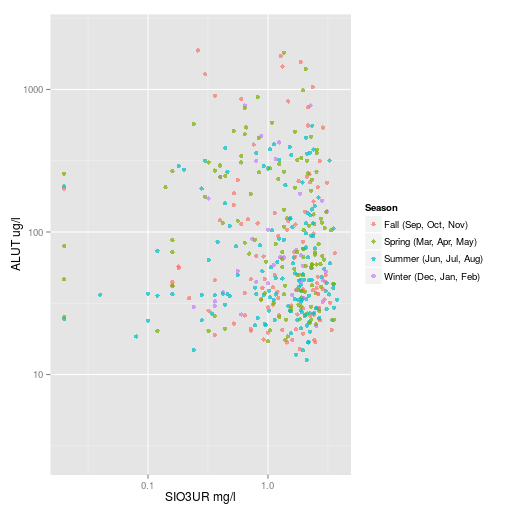 1000
100
10
ALUT ug/l
0.1
1.0
SIO3UR mg/l
Season
Fall (Sep, Oct, Nov)
Spring (Mar, Apr, May)
Summer (Jun, Jul, Aug)
Winter (Dec, Jan, Feb)